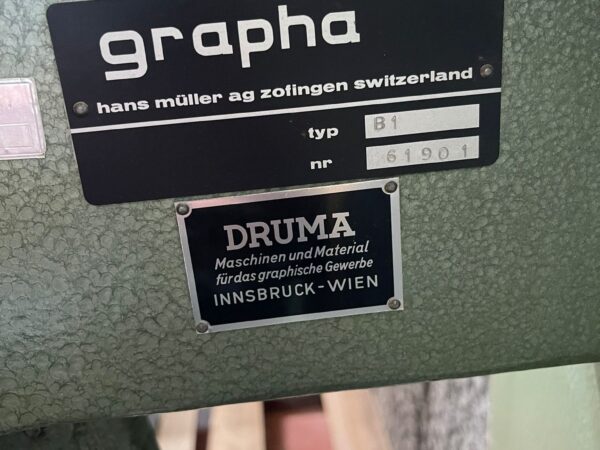 grapha
hans müller ag zofingen switzerland
typ B1
nr 61901
DRUMA
Maschinen und Material
für das graphische Gewerbe
INNSBRUCK-WIEN